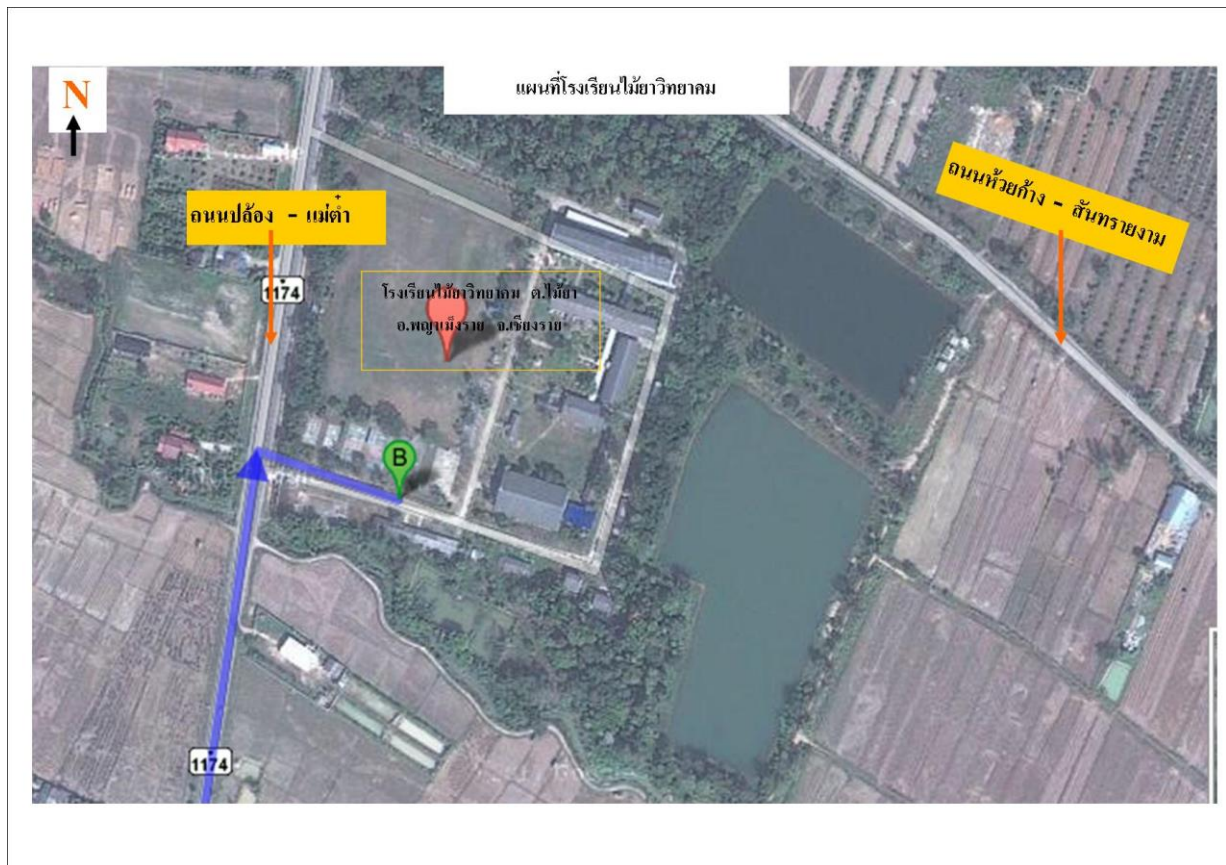 แผนที่โรงเรียนไม้ยาวิทยาคม
N
ถนนปล้อง - แม่ต๋ำ
ถนนห้วยก้าง - สันทรายงาม
1174
โรงเรียนไม้ยาวิทยาคม ต.ไม้ยา
อ.พญาเม็งราย จ.เชียงราย
B
1174